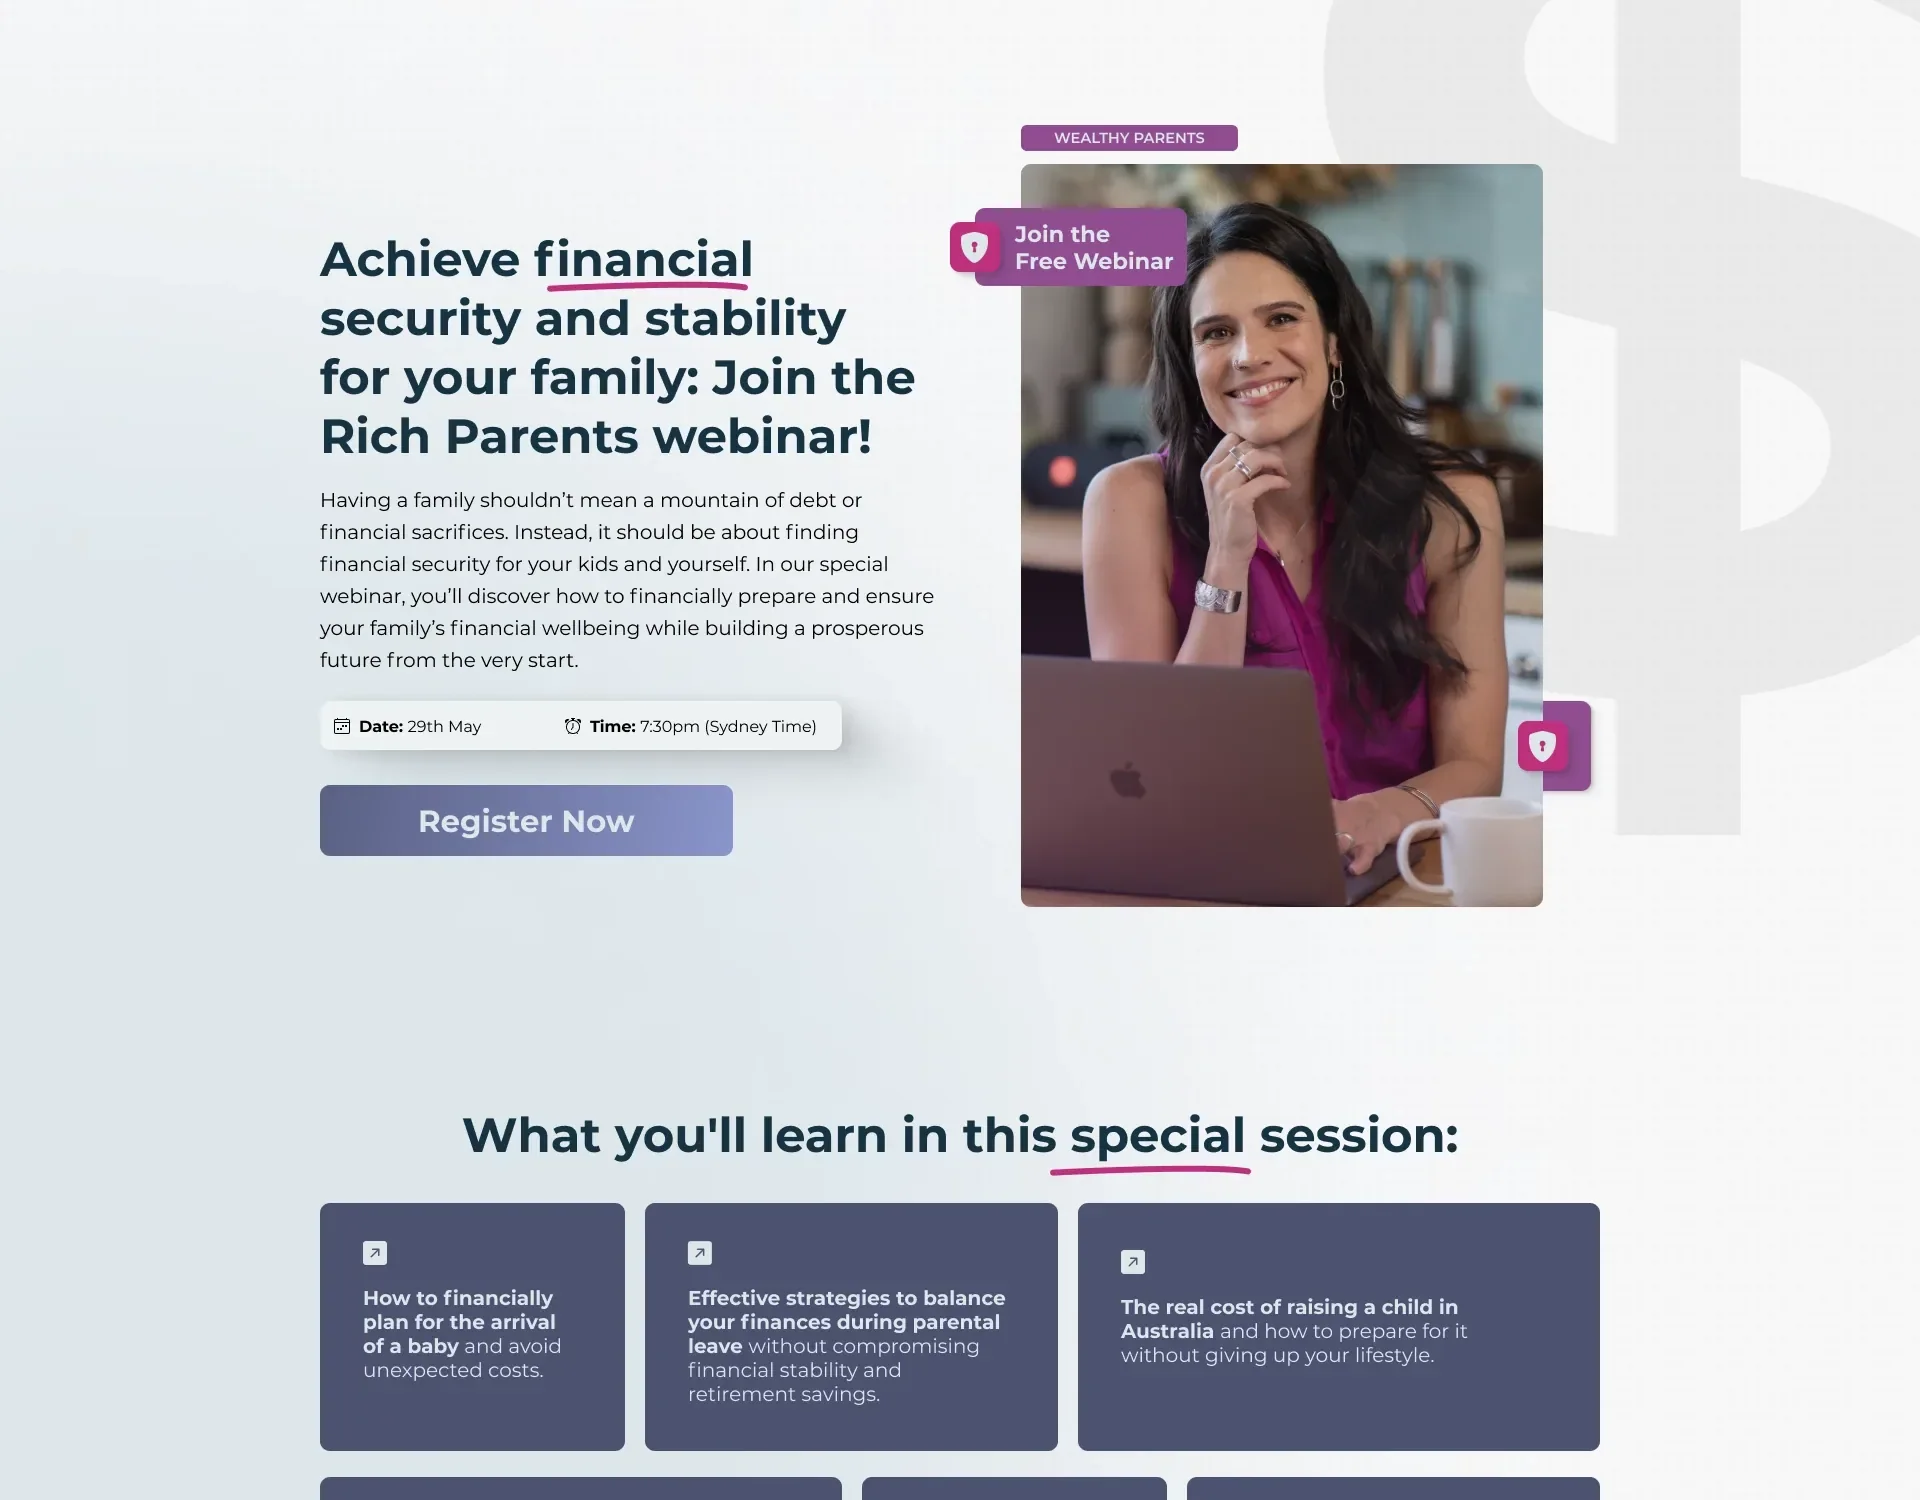 WEALTHY PARENTS
Join the
Free Webinar
Achieve financial
security and stability
for your family: Join the
Rich Parents webinar!
Having a family shouldn’t mean a mountain of debt or
financial sacrifices. Instead, it should be about finding
financial security for your kids and yourself. In our special
webinar, you’ll discover how to financially prepare and ensure
your family’s financial wellbeing while building a prosperous
future from the very start.
Date: 29th May
Time: 7:30pm (Sydney Time)
Register Now
What you'll learn in this special session:
How to financially
plan for the arrival
of a baby and avoid
unexpected costs.
Effective strategies to balance
your finances during parental
leave without compromising
financial stability and
retirement savings.
The real cost of raising a child in
Australia and how to prepare for it
without giving up your lifestyle.